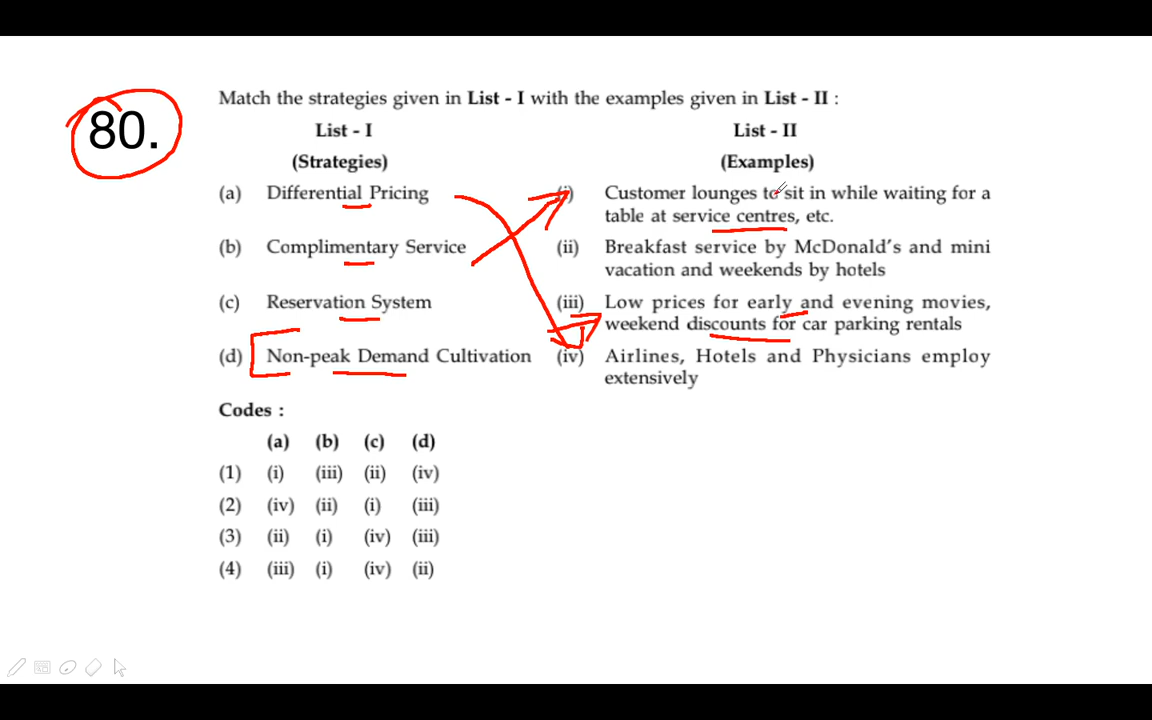 80.
Match the strategies given in List - I with the examples given in List - II :
List - I List - II
(Strategies) (Examples)
(a) Differential Pricing (i) Customer lounges to sit in while waiting for a
table at service centres, etc.
(b) Complimentary Service (ii) Breakfast service by McDonald's and mini
vacation and weekends by hotels
(c) Reservation System (iii) Low prices for early and evening movies,
weekend discounts for car parking rentals
(d) Non-peak Demand Cultivation (iv) Airlines, Hotels and Physicians employ
extensively
Codes :
(a) (b) (c) (d)
(1) (i) (iii) (ii) (iv)
(2) (iv) (ii) (i) (iii)
(3) (ii) (i) (iv) (iii)
(4) (iii) (i) (iv) (ii)